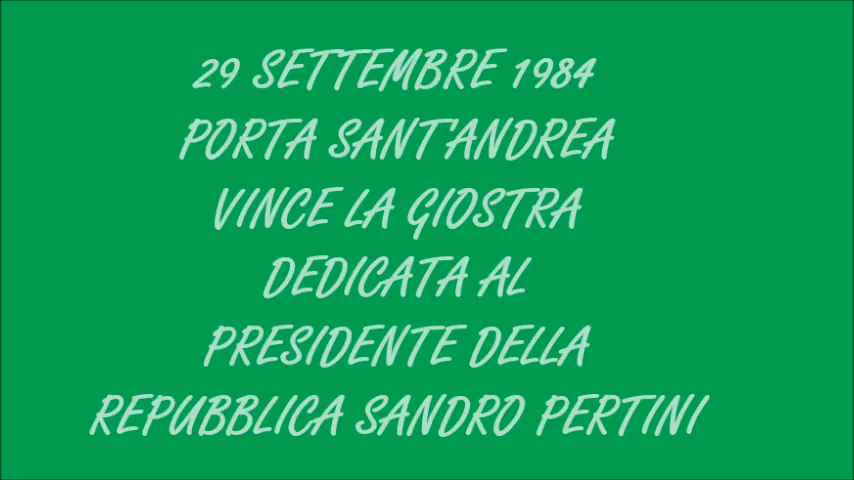 29 SETTEMBRE 1984
PORTA SANT'ANDREA
VINCE LA GIOSTRA
DEDICATA AL
PRESIDENTE DELLA
REPUBBLICA SANDRO PERTINI